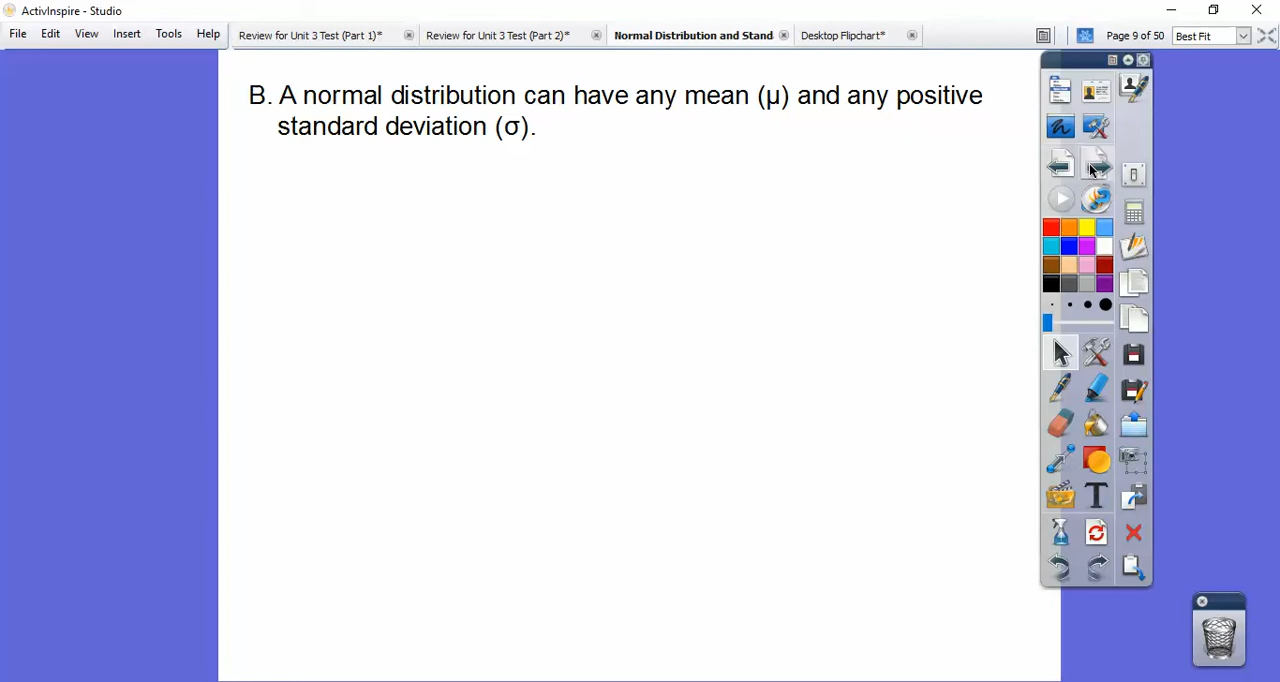 ActivInspire - Studio
File Edit View Insert Tools Help
Review for Unit 3 Test (Part 1)*
Review for Unit 3 Test (Part 2)*
Normal Distribution and Stand
Desktop Flipchart*
Page 9 of 50
Best Fit
B. A normal distribution can have any mean (μ) and any positive
standard deviation (σ).
T